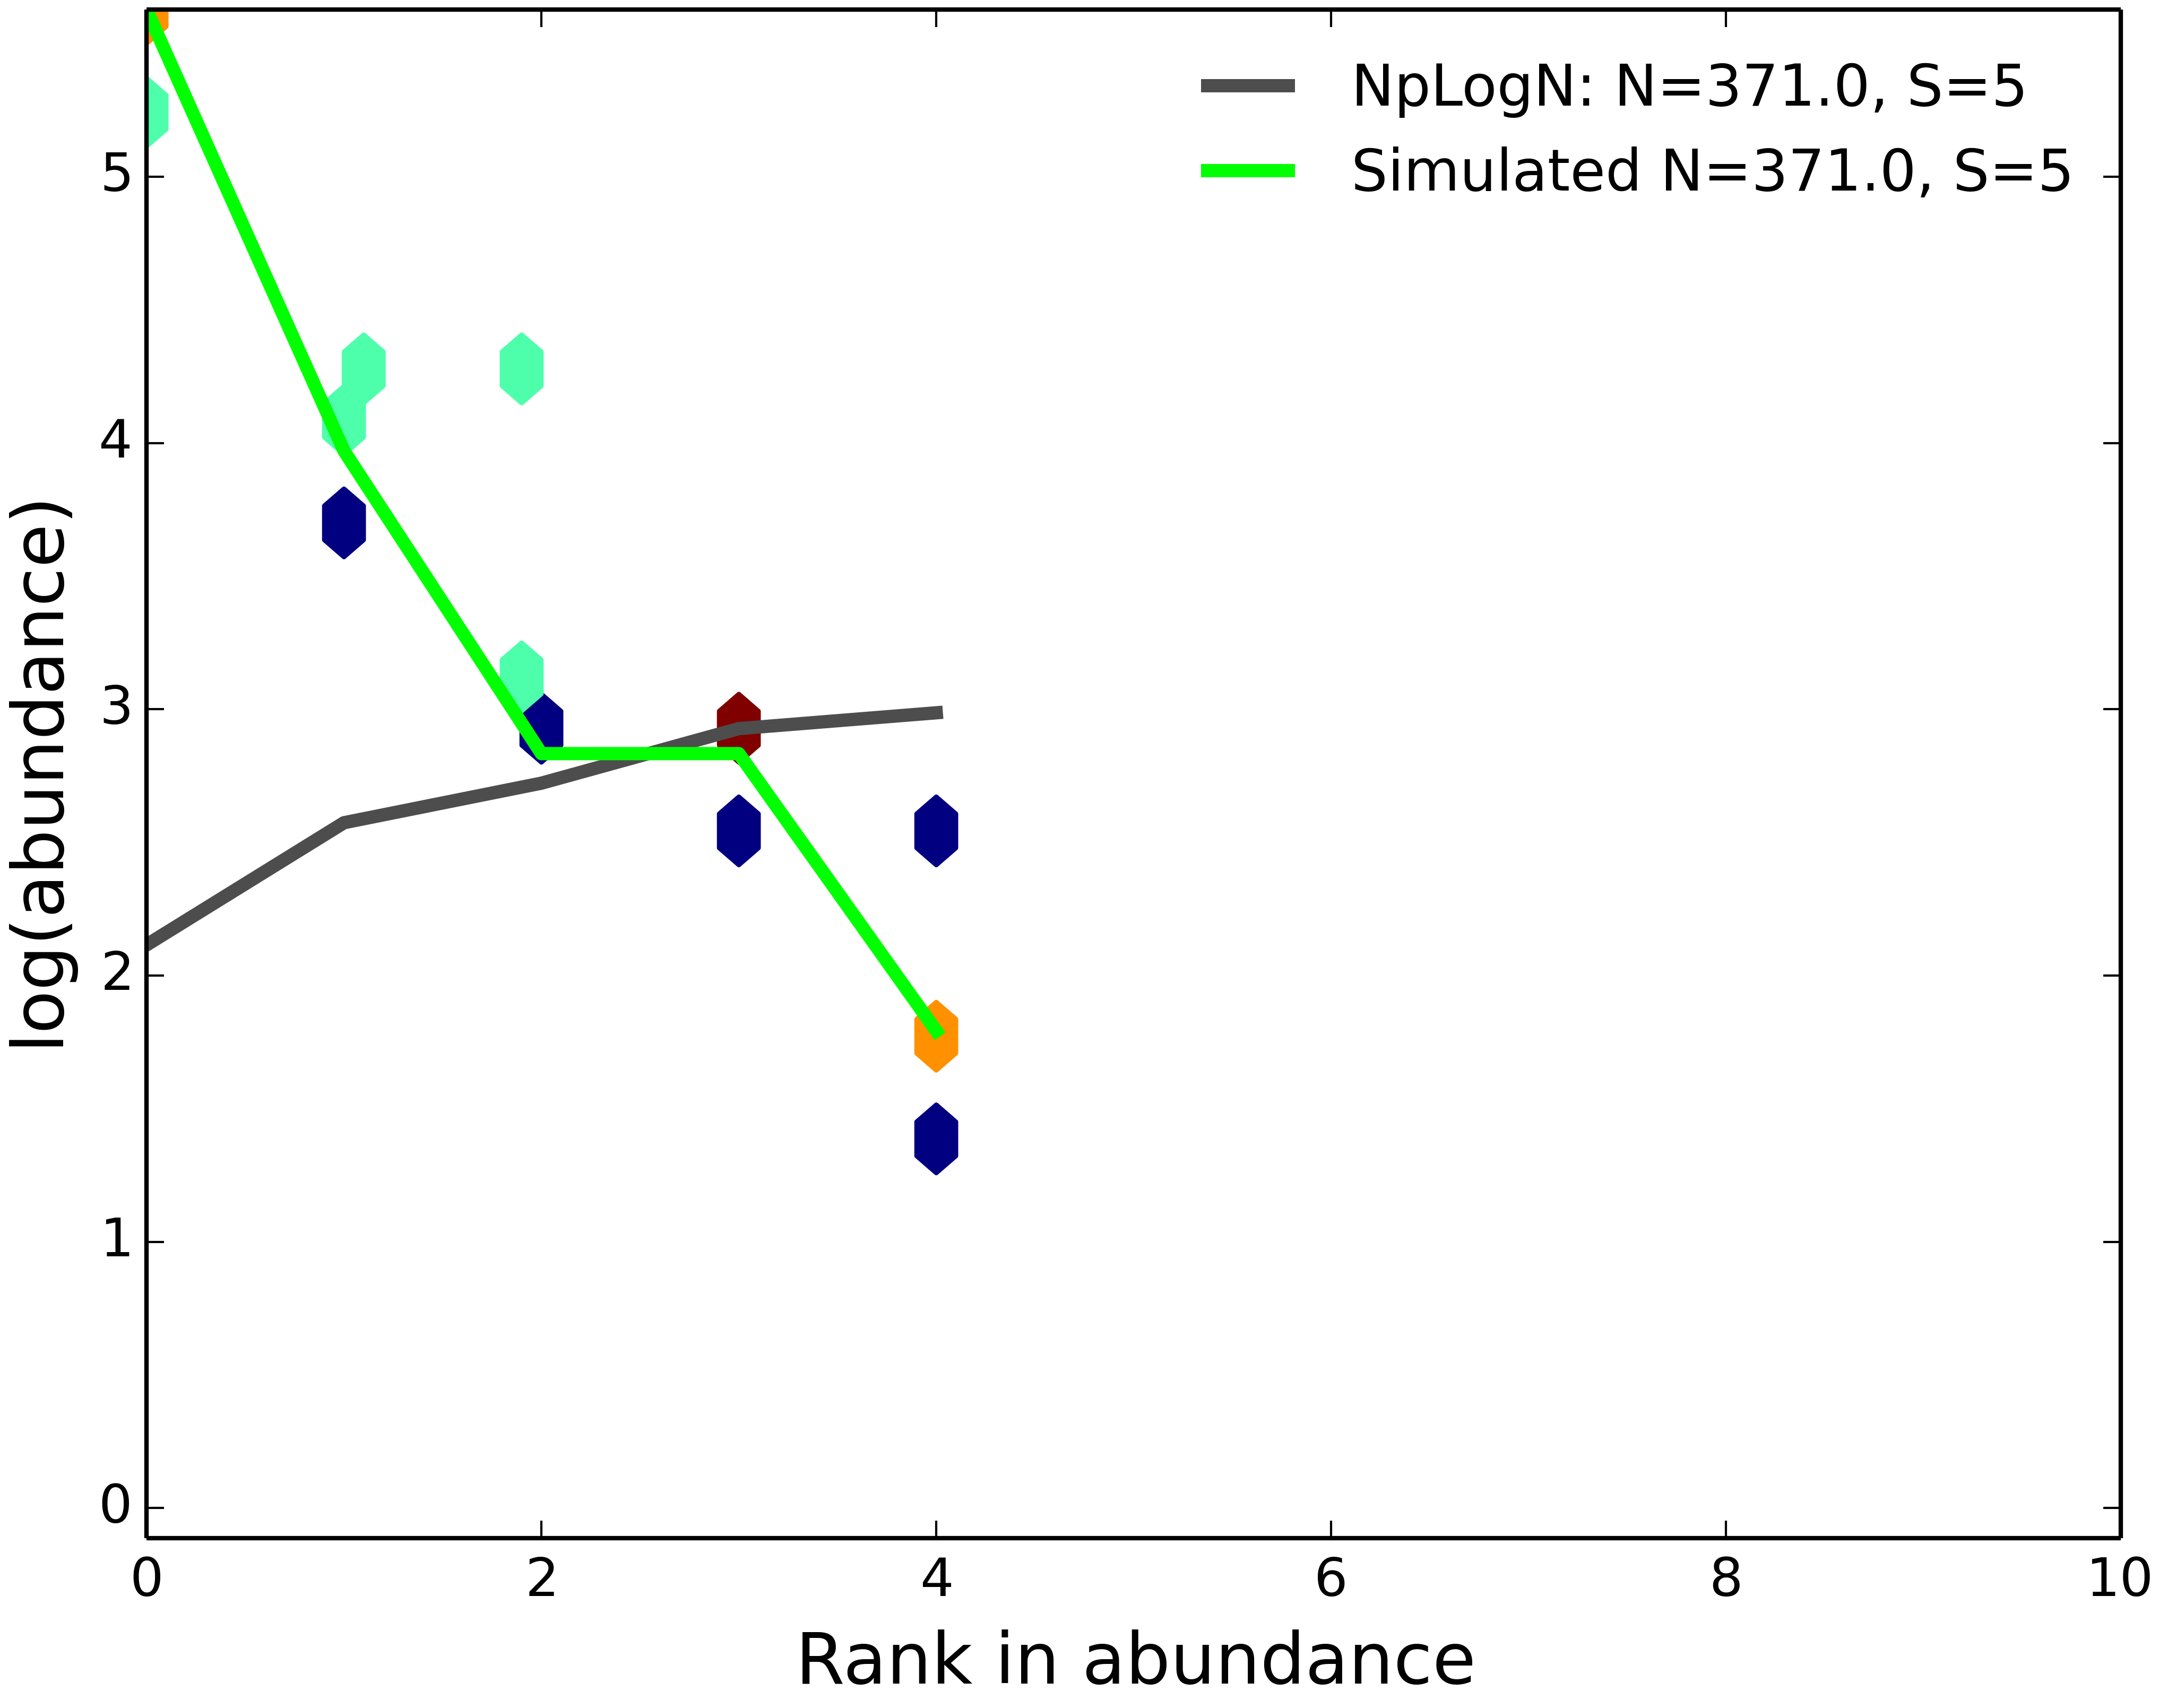 NpLogN: N=371.0, S=5
Simulated N=371.0, S=5
log(abundance)
5
4
3
2
1
0
0 2 4 6 8 10
Rank in abundance